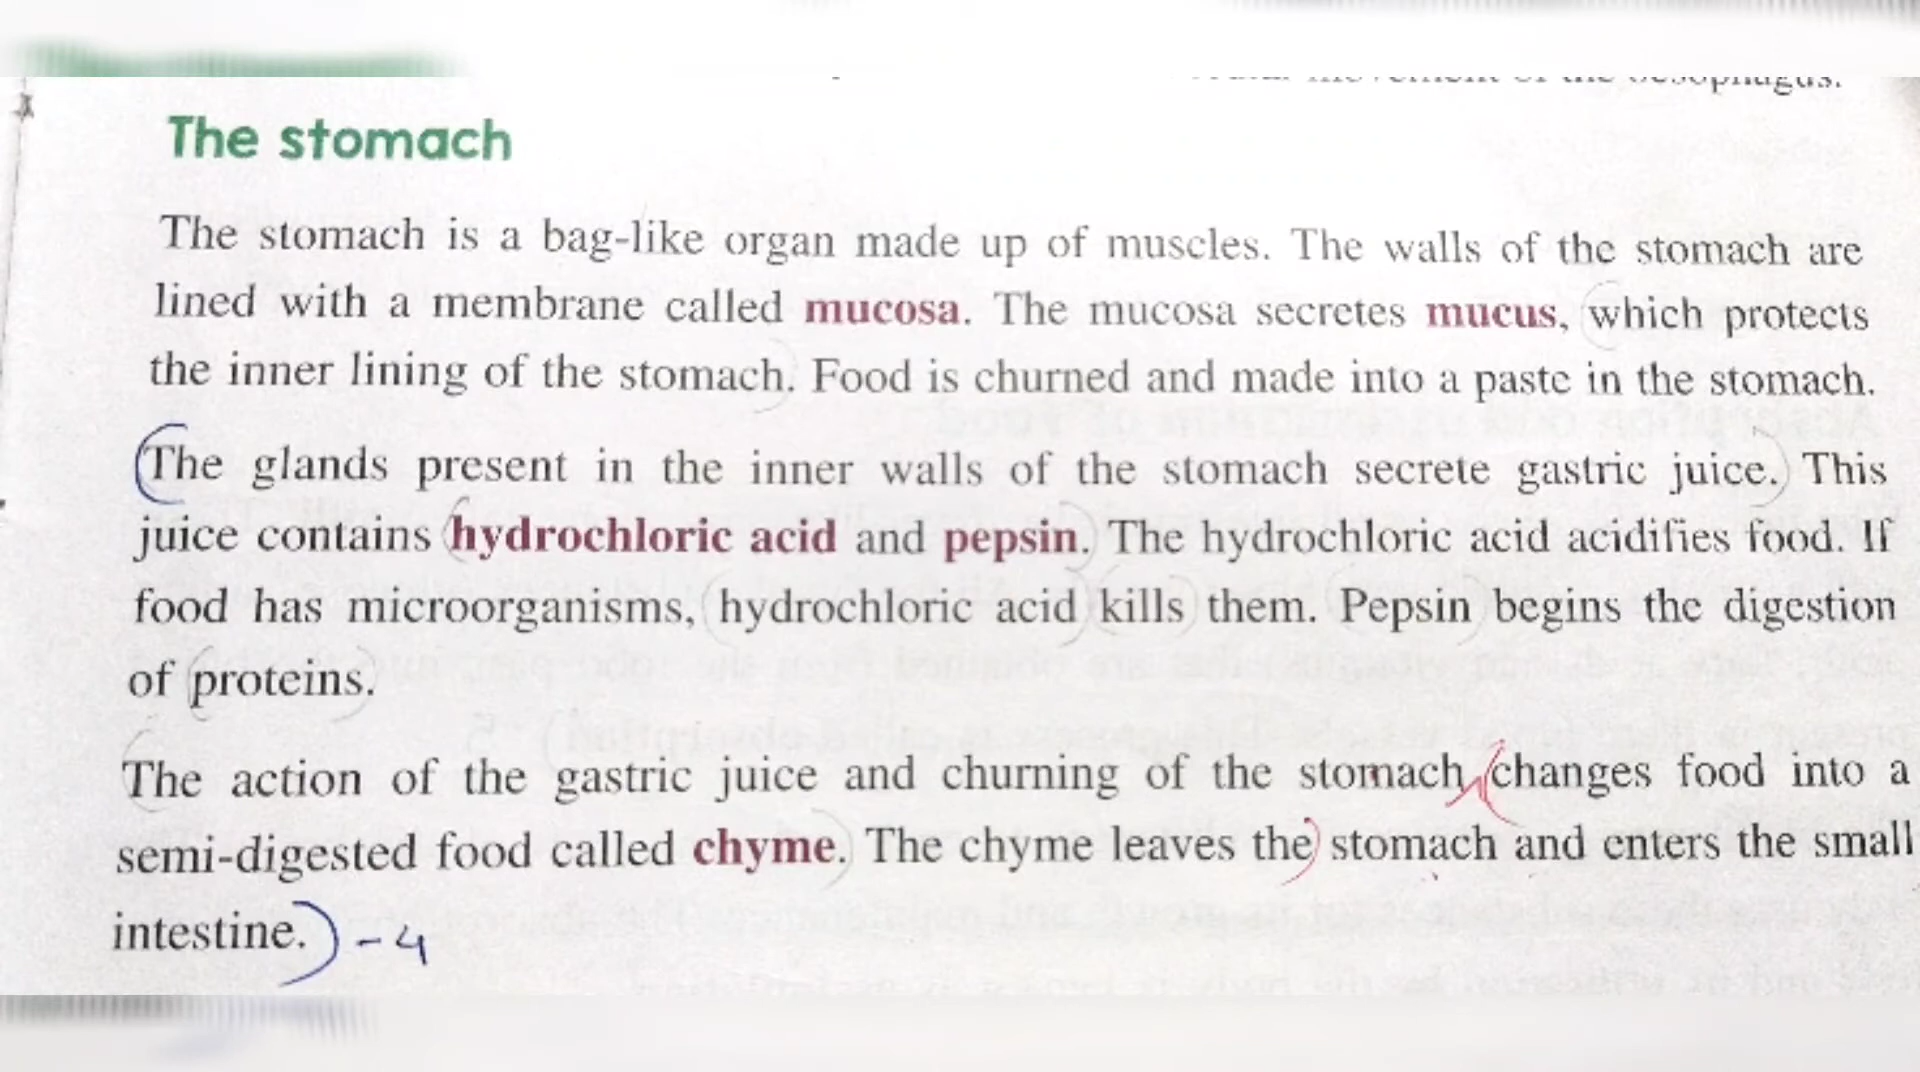 oesophagus.
The stomach
The stomach is a bag-like organ made up of muscles. The walls of the stomach are
lined with a membrane called mucosa. The mucosa secretes mucus, which protects
the inner lining of the stomach. Food is churned and made into a paste in the stomach.
The glands present in the inner walls of the stomach secrete gastric juice. This
juice contains hydrochloric acid and pepsin. The hydrochloric acid acidifies food. If
food has microorganisms, hydrochloric acid kills them. Pepsin begins the digestion
of proteins.
The action of the gastric juice and churning of the stomach changes food into a
semi-digested food called chyme. The chyme leaves the stomach and enters the small
intestine. -4